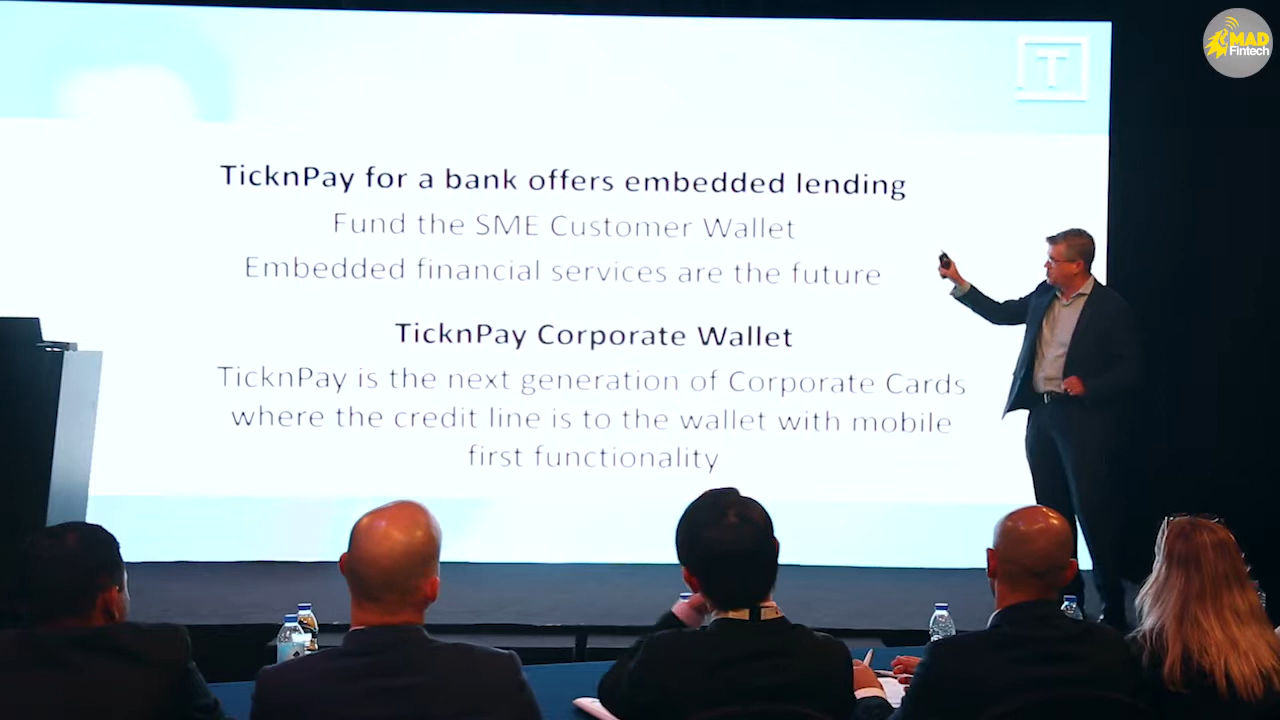 MAD
Fintech
T
TicknPay for a bank offers embedded lending
Fund the SME Customer Wallet
Embedded financial services are the future
TicknPay Corporate Wallet
TicknPay is the next generation of Corporate Cards
where the credit line is to the wallet with mobile
first functionality